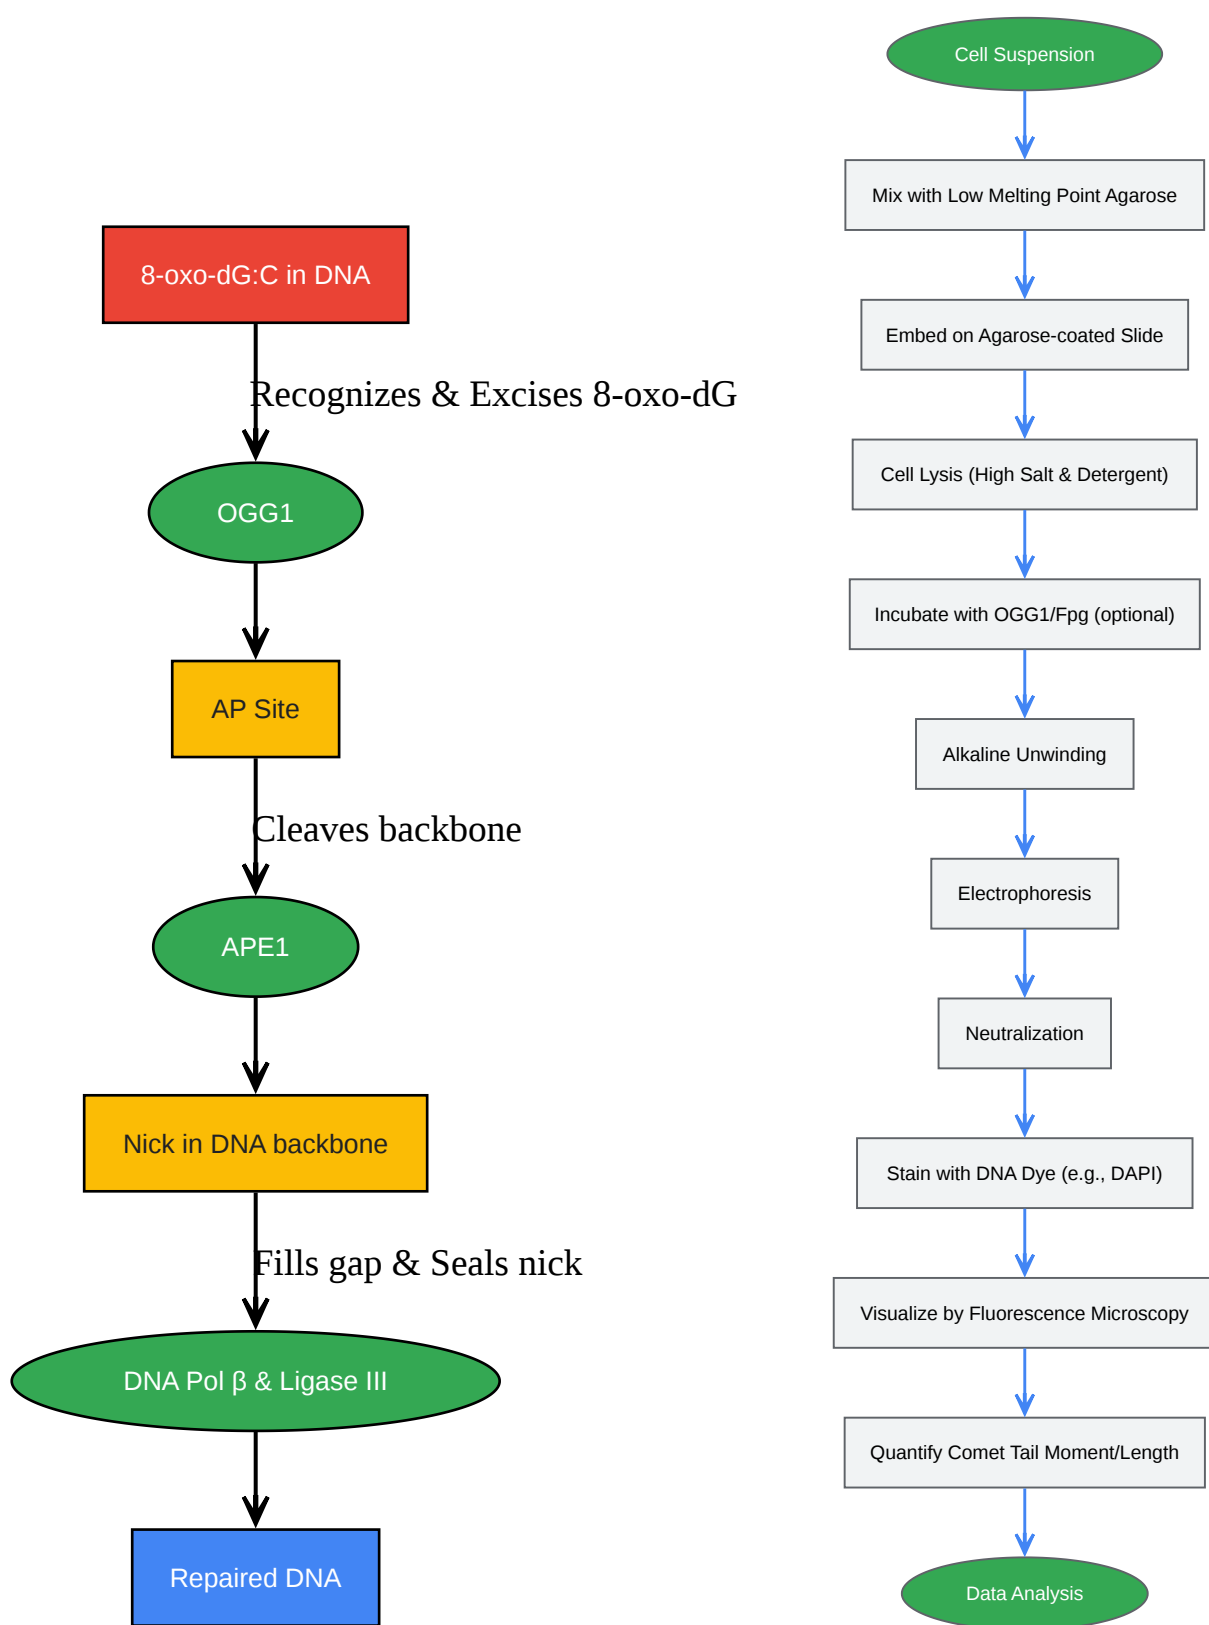 8-oxo-dG:C in DNA
Recognizes & Excises 8-oxo-dG
OGG1
AP Site
Cleaves backbone
APE1
Nick in DNA backbone
Fills gap & Seals nick
DNA Pol β & Ligase III
Repaired DNA
Cell Suspension
Mix with Low Melting Point Agarose
Embed on Agarose-coated Slide
Cell Lysis (High Salt & Detergent)
Incubate with OGG1/Fpg (optional)
Alkaline Unwinding
Electrophoresis
Neutralization
Stain with DNA Dye (e.g., DAPI)
Visualize by Fluorescence Microscopy
Quantify Comet Tail Moment/Length
Data Analysis